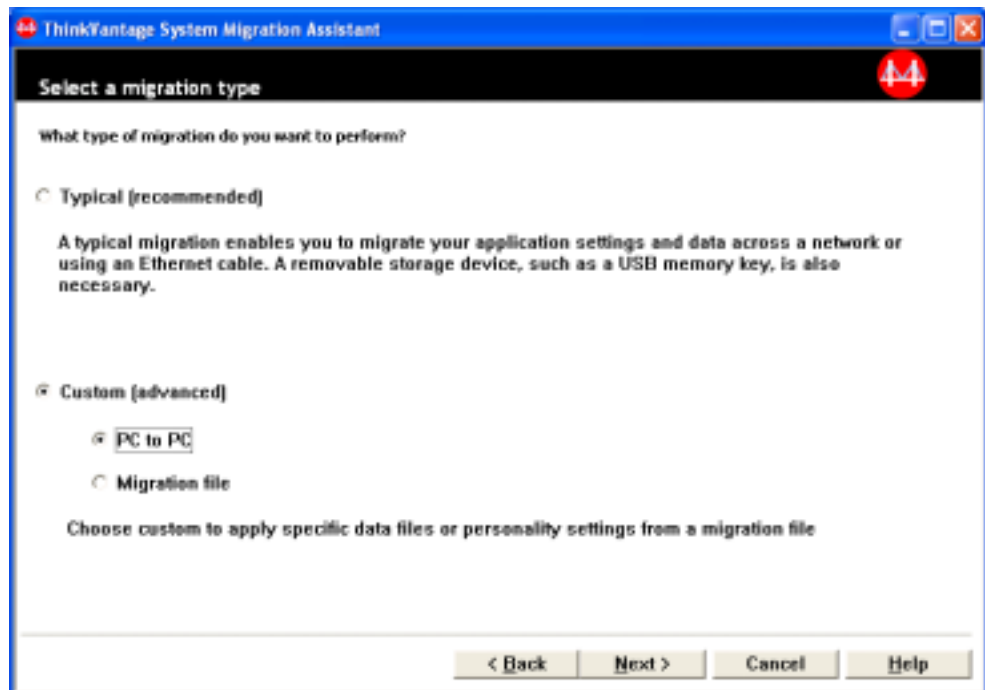 ThinkVantage System Migration Assistant
Select a migration type
What type of migration do you want to perform?
Typical (recommended)
A typical migration enables you to migrate your application settings and data across a network or
using an Ethernet cable. A removable storage device, such as a USB memory key, is also
necessary.
Custom (advanced)
PC to PC
Migration file
Choose custom to apply specific data files or personality settings from a migration file
< Back
Next >
Cancel
Help